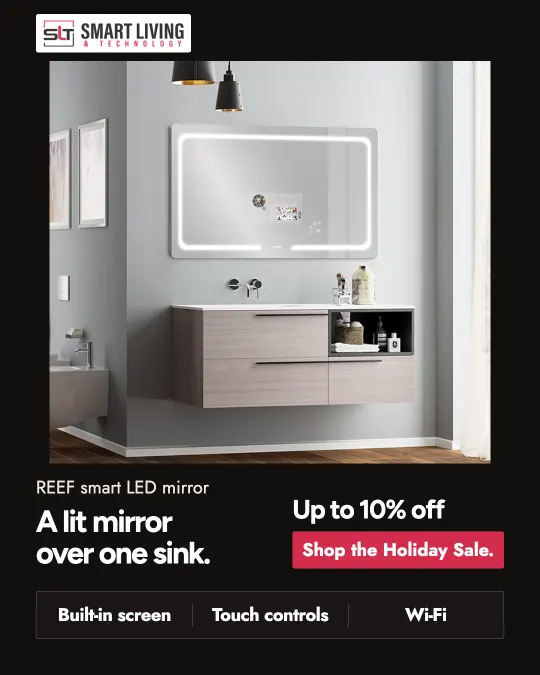 SLT SMART LIVING
& TECHNOLOGY
REEF smart LED mirror
A lit mirror
over one sink.
Up to 10% off
Shop the Holiday Sale.
Built-in screen
Touch controls
Wi-Fi